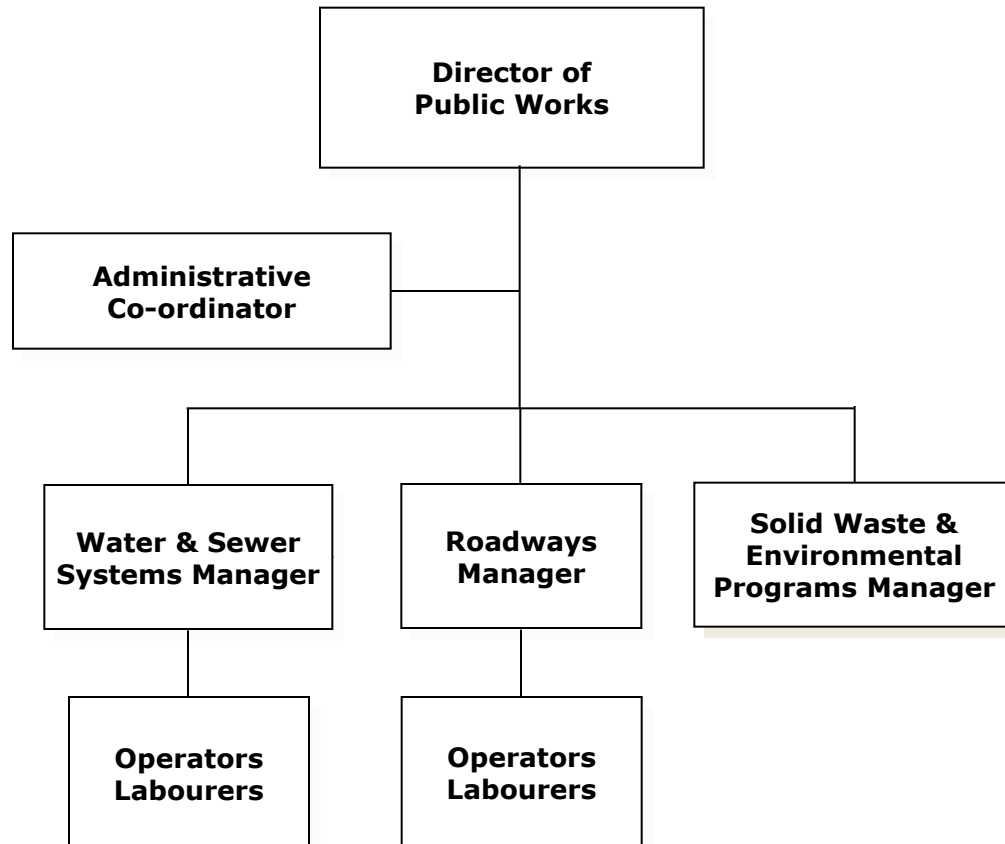 Director of
Public Works
Administrative
Co-ordinator
Water & Sewer
Systems Manager
Roadways
Manager
Solid Waste &
Environmental
Programs Manager
Operators
Labourers
Operators
Labourers